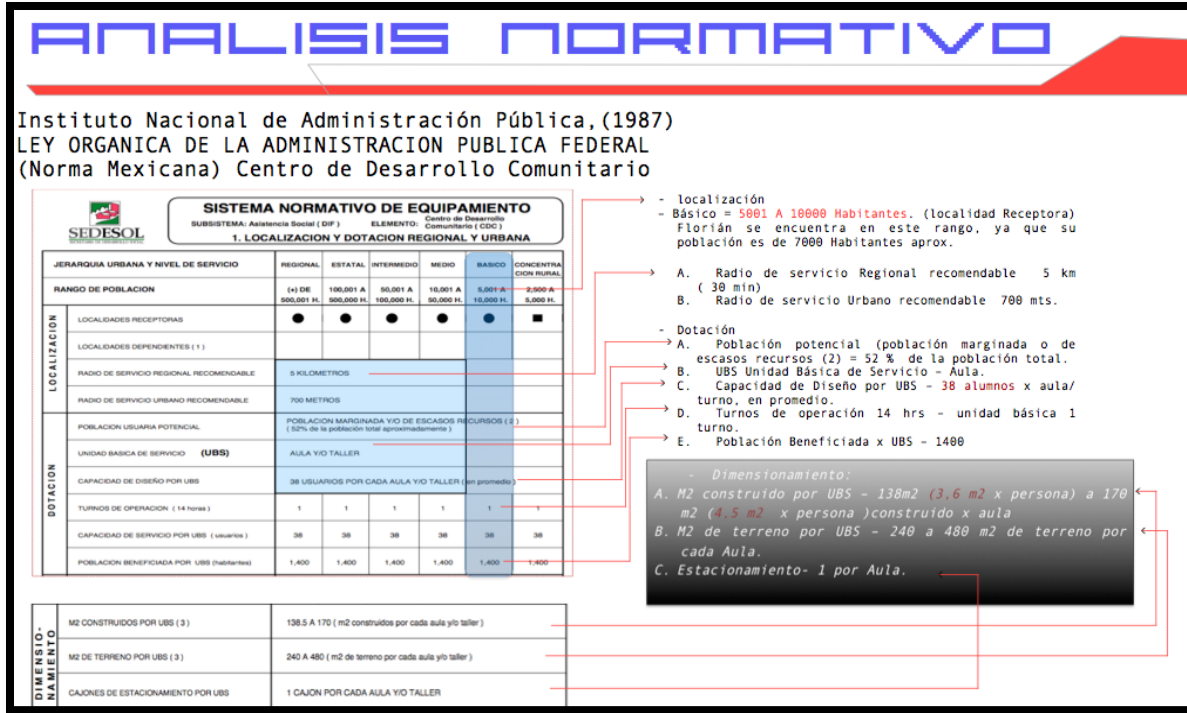 ANALISIS NORMATIVO
Instituto Nacional de Administración Pública,(1987)
LEY ORGANICA DE LA ADMINISTRACION PUBLICA FEDERAL
(Norma Mexicana) Centro de Desarrollo Comunitario
SEDESOL
SISTEMA NORMATIVO DE EQUIPAMIENTO
SUBSISTEMA: Asistencia Social ( DIF ) ELEMENTO: Centro de Desarrollo Comunitario ( CDC )
1. LOCALIZACION Y DOTACION REGIONAL Y URBANA
JERARQUIA URBANA Y NIVEL DE SERVICIO REGIONAL ESTATAL INTERMEDIO MEDIO BASICO CONCENTRA CION RURAL
RANGO DE POBLACION (+) DE 500,001 H. 100,001 A 500,000 H. 50,001 A 100,000 H. 10,001 A 50,000 H. 5,001 A 10,000 H. 2,500 A 5,000 H.
LOCALIZACION
LOCALIDADES RECEPTORAS ● ● ● ● ● ■
LOCALIDADES DEPENDIENTES ( 1 )
RADIO DE SERVICIO REGIONAL RECOMENDABLE 5 KILOMETROS
RADIO DE SERVICIO URBANO RECOMENDABLE 700 METROS
DOTACION
POBLACION USUARIA POTENCIAL POBLACION MARGINADA Y/O DE ESCASOS RECURSOS ( 2 )
( 52% de la población total aproximadamente )
UNIDAD BASICA DE SERVICIO (UBS) AULA Y/O TALLER
CAPACIDAD DE DISEÑO POR UBS 38 USUARIOS POR CADA AULA Y/O TALLER ( en promedio )
TURNOS DE OPERACION ( 14 horas ) 1 1 1 1 1 1
CAPACIDAD DE SERVICIO POR UBS ( usuarios ) 38 38 38 38 38 38
POBLACION BENEFICIADA POR UBS (habitantes) 1,400 1,400 1,400 1,400 1,400 1,400
DIMENSIO-
NAMIENTO
M2 CONSTRUIDOS POR UBS ( 3 ) 138.5 A 170 ( m2 construidos por cada aula y/o taller )
M2 DE TERRENO POR UBS ( 3 ) 240 A 480 ( m2 de terreno por cada aula y/o taller )
CAJONES DE ESTACIONAMIENTO POR UBS 1 CAJON POR CADA AULA Y/O TALLER
- localización
- Básico = 5001 A 10000 Habitantes. (localidad Receptora)
Florián se encuentra en este rango, ya que su
población es de 7000 Habitantes aprox.
A. Radio de servicio Regional recomendable 5 km
( 30 min)
B. Radio de servicio Urbano recomendable 700 mts.
- Dotación
A. Población potencial (población marginada o de
escasos recursos (2) = 52 % de la población total.
B. UBS Unidad Básica de Servicio – Aula.
C. Capacidad de Diseño por UBS – 38 alumnos x aula/
turno, en promedio.
D. Turnos de operación 14 hrs – unidad básica 1
turno.
E. Población Beneficiada x UBS – 1400
- Dimensionamiento:
A. M2 construido por UBS – 138m2 (3,6 m2 x persona) a 170
m2 (4.5 m2 x persona )construido x aula
B. M2 de terreno por UBS – 240 a 480 m2 de terreno por
cada Aula.
C. Estacionamiento- 1 por Aula.